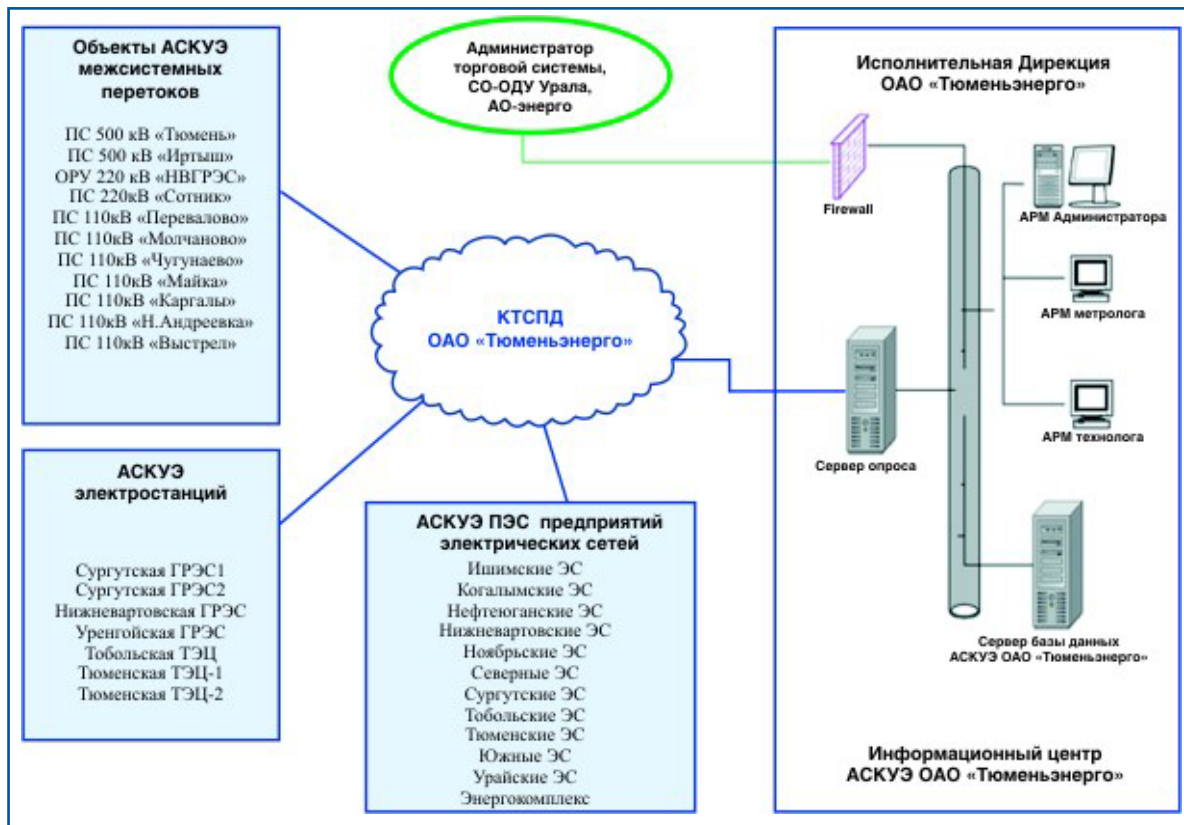 Объекты АСКУЭ
межсистемных
перетоков
ПС 500 кВ «Тюмень»
ПС 500 кВ «Иртыш»
ОРУ 220 кВ «НВГРЭС»
ПС 220кВ «Сотник»
ПС 110кВ «Перевалово»
ПС 110кВ «Молчаново»
ПС 110кВ «Чугунаево»
ПС 110кВ «Майка»
ПС 110кВ «Каргалы»
ПС 110кВ «Н.Андреевка»
ПС 110кВ «Выстрел»
АСКУЭ
электростанций
Сургутская ГРЭС1
Сургутская ГРЭС2
Нижневартовская ГРЭС
Уренгойская ГРЭС
Тобольская ТЭЦ
Тюменская ТЭЦ-1
Тюменская ТЭЦ-2
Администратор
торговой системы,
СО-ОДУ Урала,
АО-энерго
КТСПД
ОАО «Тюменьэнерго»
АСКУЭ ПЭС предприятий
электрических сетей
Ишимские ЭС
Когалымские ЭС
Нефтеюганские ЭС
Нижневартовские ЭС
Ноябрьские ЭС
Северные ЭС
Сургутские ЭС
Тобольские ЭС
Тюменские ЭС
Южные ЭС
Урайские ЭС
Энергокомплекс
Исполнительная Дирекция
ОАО «Тюменьэнерго»
Firewall
АРМ Администратора
АРМ метролога
АРМ технолога
Сервер опроса
Сервер базы данных
АСКУЭ ОАО «Тюменьэнерго»
Информационный центр
АСКУЭ ОАО «Тюменьэнерго»